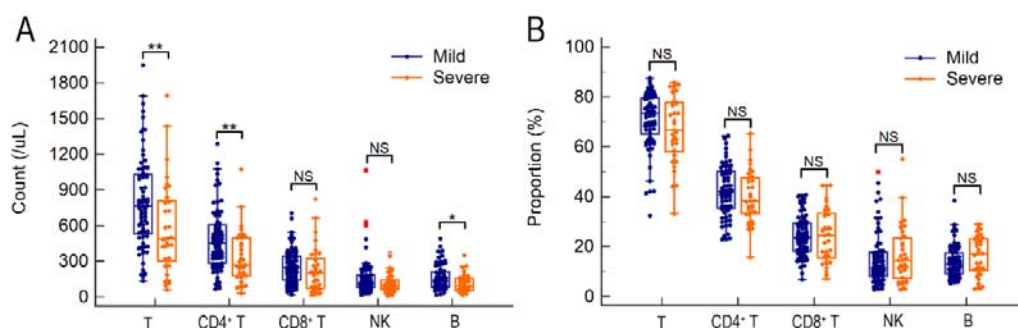 A
Count (/uL)
2100
1800
1500
1200
900
600
300
0
**
**
NS
NS
*
Mild
Severe
T
CD4⁺ T
CD8⁺ T
NK
B
B
Proportion (%)
100
80
60
40
20
0
NS
NS
NS
NS
NS
Mild
Severe
T
CD4⁺ T
CD8⁺ T
NK
B